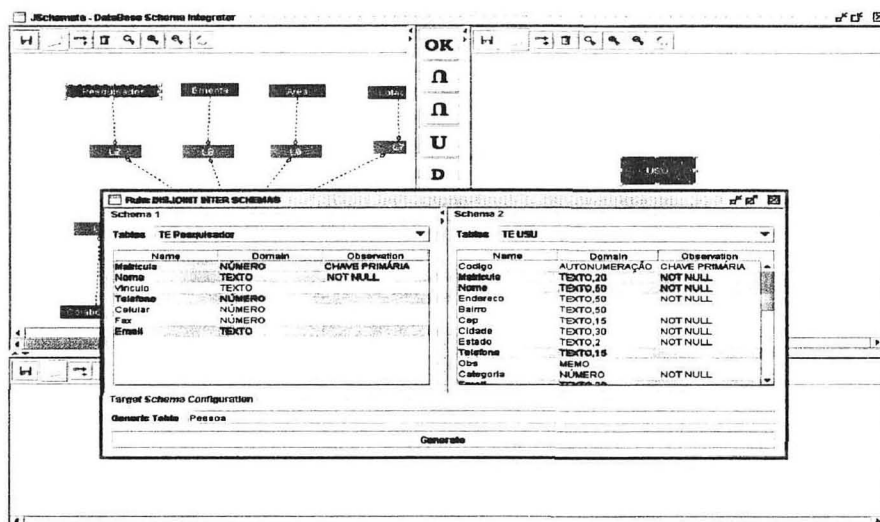 JSchemata - DataBase Schema Integrator
OK
Pesquisador
Ementa
Area
L2
L8
L6
L7
U
D
USU
Rule: DISJOINT INTER SCHEMAS
Schema 1
Schema 2
Tables TE Pesquisador
Tables TE USU
Name Domain Observation
Matricula NÚMERO CHAVE PRIMÁRIA
Nome TEXTO NOT NULL
Vinculo TEXTO
Telefone NÚMERO
Celular NÚMERO
Fax NÚMERO
Email TEXTO
Name Domain Observation
Codigo AUTONUMERAÇÃO CHAVE PRIMÁRIA
Matricula TEXTO,20 NOT NULL
Nome TEXTO,50 NOT NULL
Endereco TEXTO,50 NOT NULL
Bairro TEXTO,50
Cep TEXTO,15 NOT NULL
Cidade TEXTO,30 NOT NULL
Estado TEXTO,2 NOT NULL
Telefone TEXTO,15
Obs MEMO
Categoria NÚMERO NOT NULL
Target Schema Configuration
Generic Table Pessoa
Generate